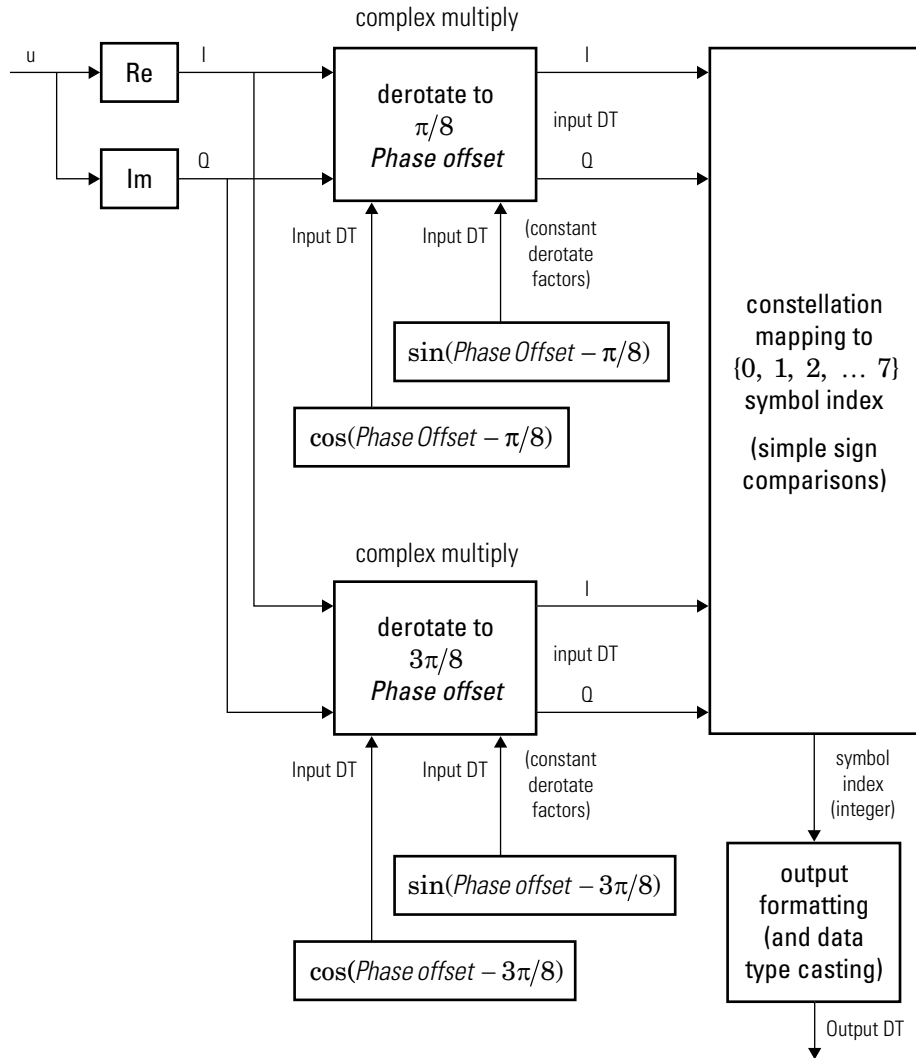 complex multiply
u
Re
I
derotate to
π/8
Phase offset
I
input DT
Q
Im
Q
Input DT
Input DT
(constant
derotate
factors)
sin(Phase Offset − π/8)
cos(Phase Offset − π/8)
constellation
mapping to
{0, 1, 2, … 7}
symbol index
(simple sign
comparisons)
complex multiply
derotate to
3π/8
Phase offset
I
input DT
Q
Input DT
Input DT
(constant
derotate
factors)
sin(Phase offset − 3π/8)
cos(Phase offset − 3π/8)
symbol
index
(integer)
output
formatting
(and data
type casting)
Output DT